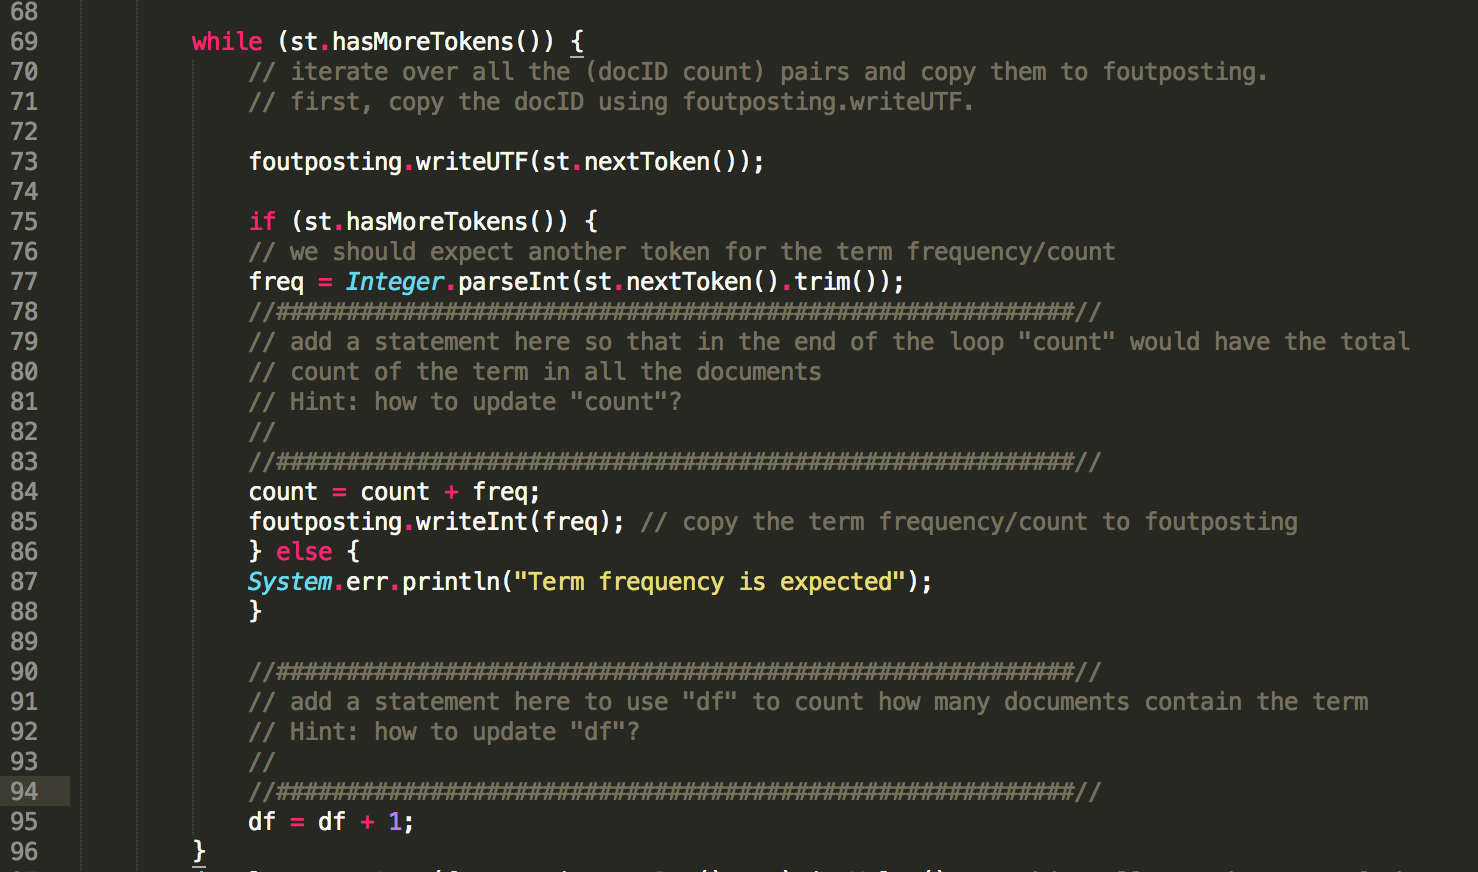 68
69 while (st.hasMoreTokens()) {
70 // iterate over all the (docID count) pairs and copy them to foutposting.
71 // first, copy the docID using foutposting.writeUTF.
72
73 foutposting.writeUTF(st.nextToken());
74
75 if (st.hasMoreTokens()) {
76 // we should expect another token for the term frequency/count
77 freq = Integer.parseInt(st.nextToken().trim());
78 //#########################################################//
79 // add a statement here so that in the end of the loop "count" would have the total
80 // count of the term in all the documents
81 // Hint: how to update "count"?
82 //
83 //#########################################################//
84 count = count + freq;
85 foutposting.writeInt(freq); // copy the term frequency/count to foutposting
86 } else {
87 System.err.println("Term frequency is expected");
88 }
89
90 //#########################################################//
91 // add a statement here to use "df" to count how many documents contain the term
92 // Hint: how to update "df"?
93 //
94 //#########################################################//
95 df = df + 1;
96 }